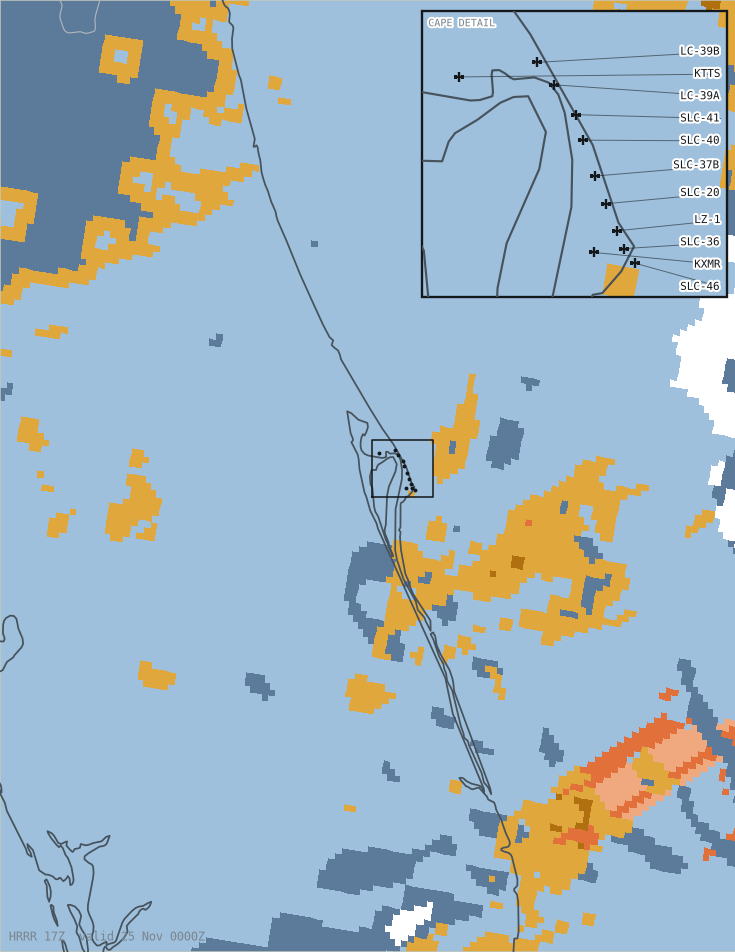 CAPE DETAIL
LC-39B
KTTS
LC-39A
SLC-41
SLC-40
SLC-37B
SLC-20
LZ-1
SLC-36
KXMR
SLC-46
HRRR 17Z, valid 25 Nov 0000Z